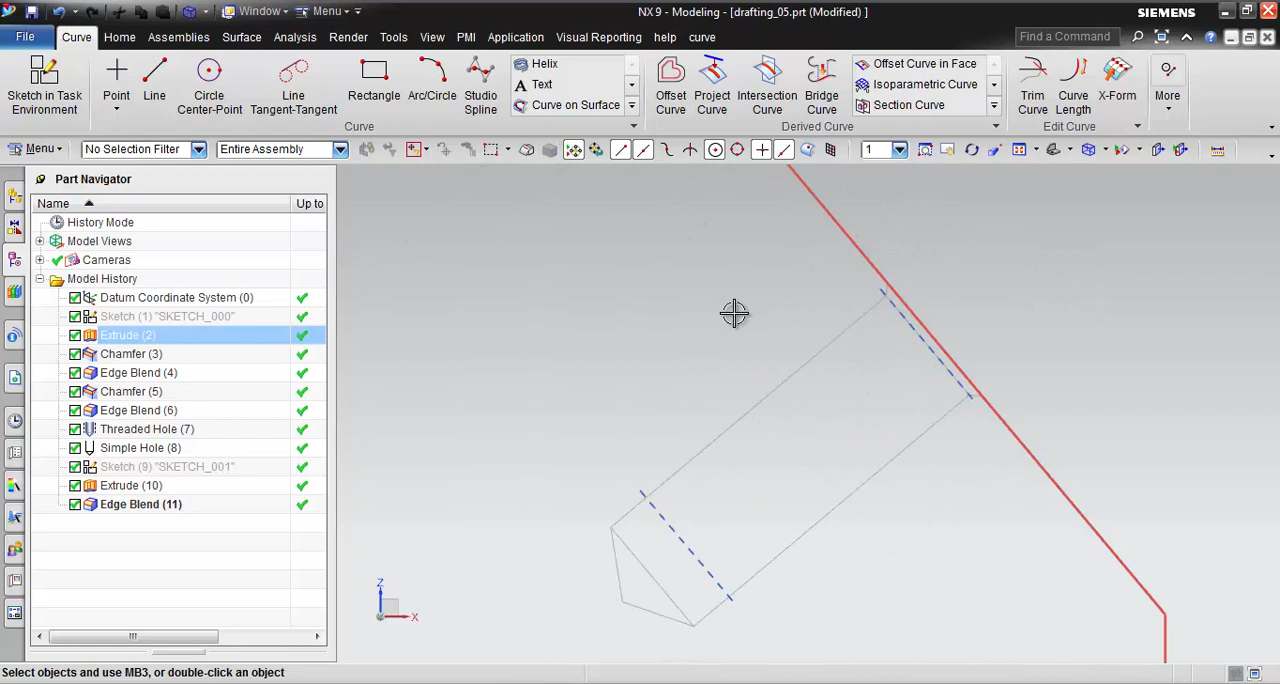 Window Menu NX 9 - Modeling - [drafting_05.prt (Modified) ] SIEMENS
File Curve Home Assemblies Surface Analysis Render Tools View PMI Application Visual Reporting help curve Find a Command
Sketch in Task Environment
Point
Line
Circle Center-Point
Line Tangent-Tangent
Rectangle
Arc/Circle
Studio Spline
Helix
Text
Curve on Surface
Offset Curve
Project Curve
Intersection Curve
Bridge Curve
Offset Curve in Face
Isoparametric Curve
Section Curve
Trim Curve
Curve Length
X-Form
More
Curve Derived Curve Edit Curve
Menu No Selection Filter Entire Assembly 1
Part Navigator
Name Up to
History Mode
Model Views
Cameras
Model History
Datum Coordinate System (0)
Sketch (1) "SKETCH_000"
Extrude (2)
Chamfer (3)
Edge Blend (4)
Chamfer (5)
Edge Blend (6)
Threaded Hole (7)
Simple Hole (8)
Sketch (9) "SKETCH_001"
Extrude (10)
Edge Blend (11)
Z
X
Select objects and use MB3, or double-click an object